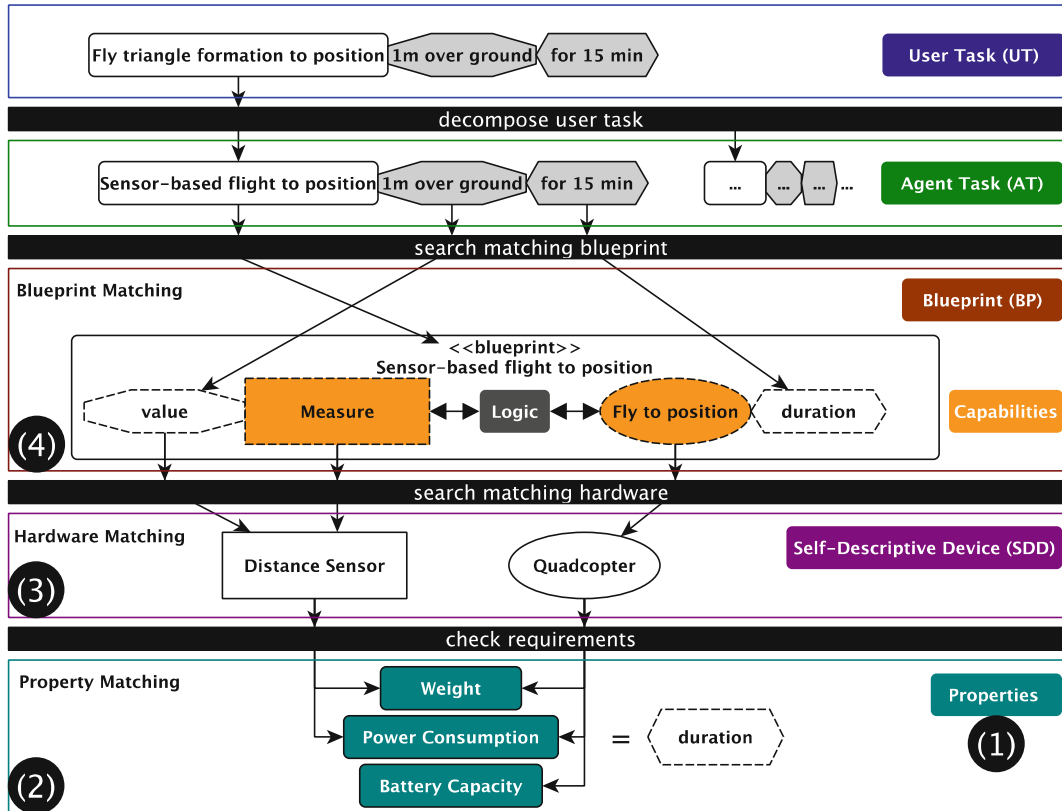 Fly triangle formation to position
1m over ground
for 15 min
User Task (UT)
decompose user task
Sensor-based flight to position
1m over ground
for 15 min
...
...
...
...
Agent Task (AT)
search matching blueprint
Blueprint Matching
Blueprint (BP)
<<blueprint>>
Sensor-based flight to position
value
Measure
Logic
Fly to position
duration
Capabilities
(4)
search matching hardware
Hardware Matching
Distance Sensor
Quadcopter
Self-Descriptive Device (SDD)
(3)
check requirements
Property Matching
Weight
Properties
Power Consumption
=
duration
(1)
Battery Capacity
(2)